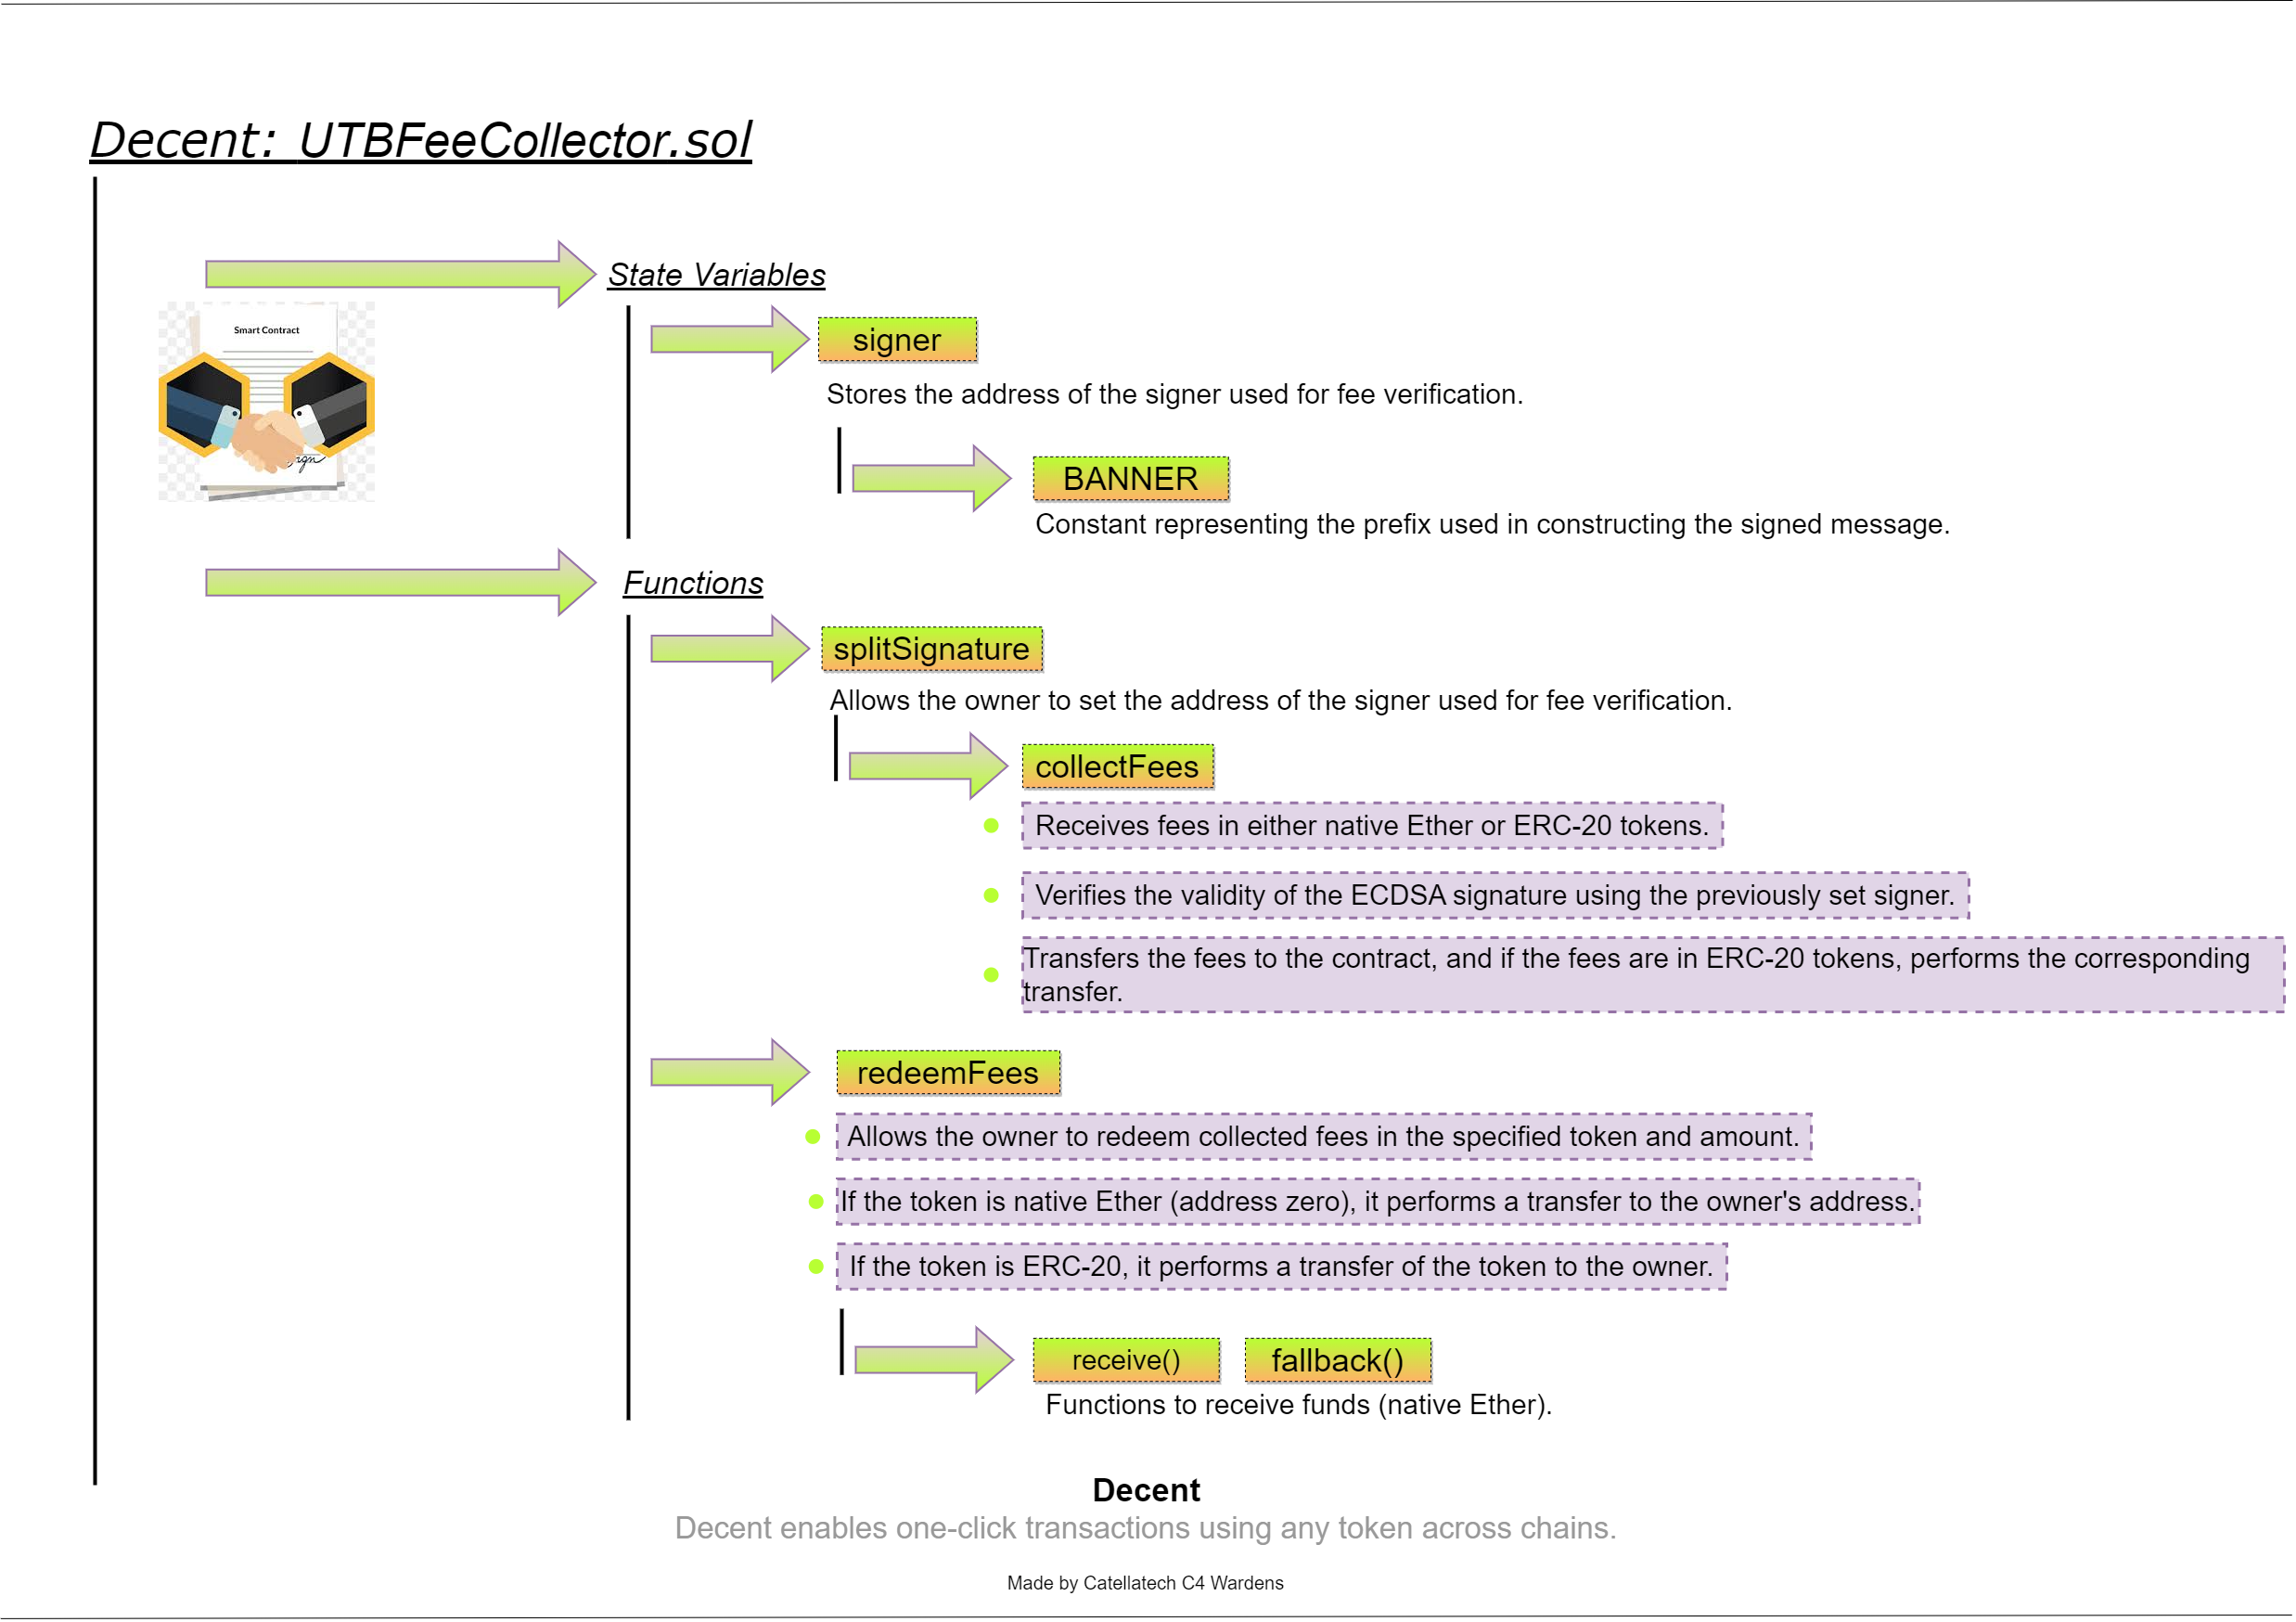 Decent: UTBFeeCollector.sol
State Variables
Smart Contract
signer
Stores the address of the signer used for fee verification.
BANNER
Constant representing the prefix used in constructing the signed message.
Functions
splitSignature
Allows the owner to set the address of the signer used for fee verification.
collectFees
Receives fees in either native Ether or ERC-20 tokens.
Verifies the validity of the ECDSA signature using the previously set signer.
Transfers the fees to the contract, and if the fees are in ERC-20 tokens, performs the corresponding
transfer.
redeemFees
Allows the owner to redeem collected fees in the specified token and amount.
If the token is native Ether (address zero), it performs a transfer to the owner's address.
If the token is ERC-20, it performs a transfer of the token to the owner.
receive() fallback()
Functions to receive funds (native Ether).
Decent
Decent enables one-click transactions using any token across chains.
Made by Catellatech C4 Wardens